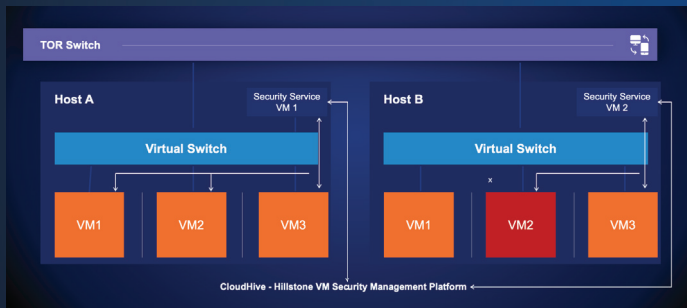 TOR Switch
Host A
Security Service
VM 1
Virtual Switch
VM1
VM2
VM3
Host B
Security Service
VM 2
Virtual Switch
x
VM1
VM2
VM3
CloudHive - Hillstone VM Security Management Platform